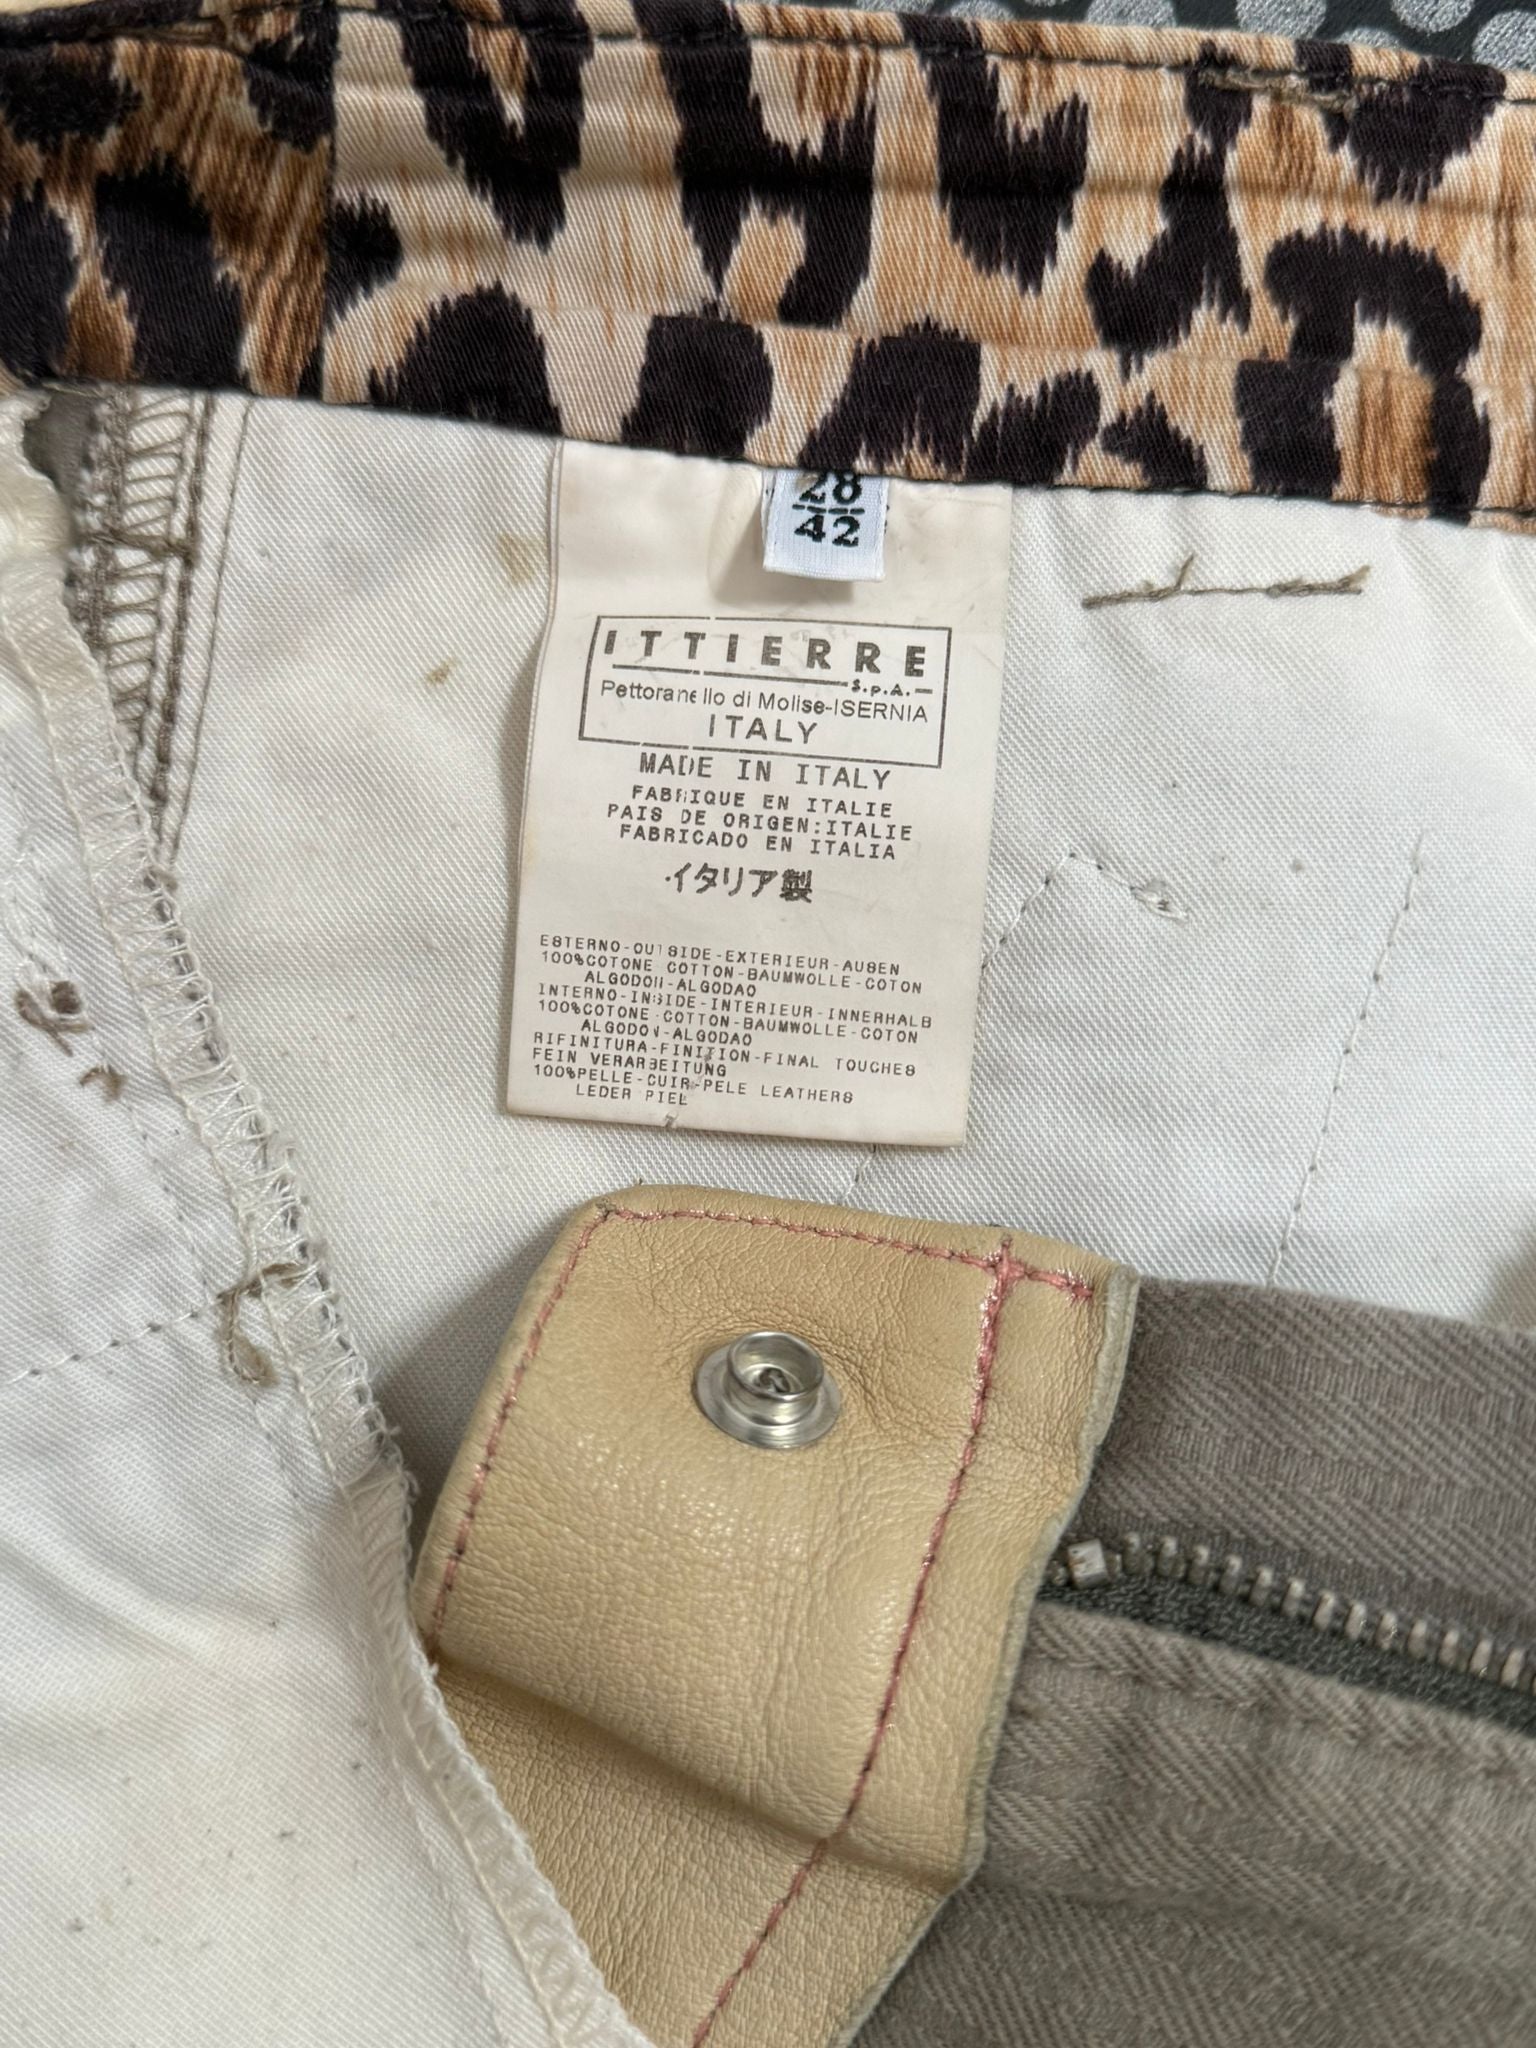 28
42
ITTIERRE
S.p.A.
Pettoranello di Molise-ISERNIA
ITALY
MADE IN ITALY
FABRIQUE EN ITALIE
PAIS DE ORIGEN:ITALIE
FABRICADO EN ITALIA
イタリア製
ESTERNO-OUTSIDE-EXTERIEUR-AUSEN
100%COTONE COTTON-BAUMWOLLE-COTON
ALGODON-ALGODAO
INTERNO-INSIDE-INTERIEUR-INNERHALB
100%COTONE COTTON-BAUMWOLLE-COTON
ALGODON-ALGODAO
RIFINITURA-FINITION-FINAL TOUCHES
FEIN VERARBEITUNG
100%PELLE-CUIR-PELE LEATHERS
LEDER PIEL